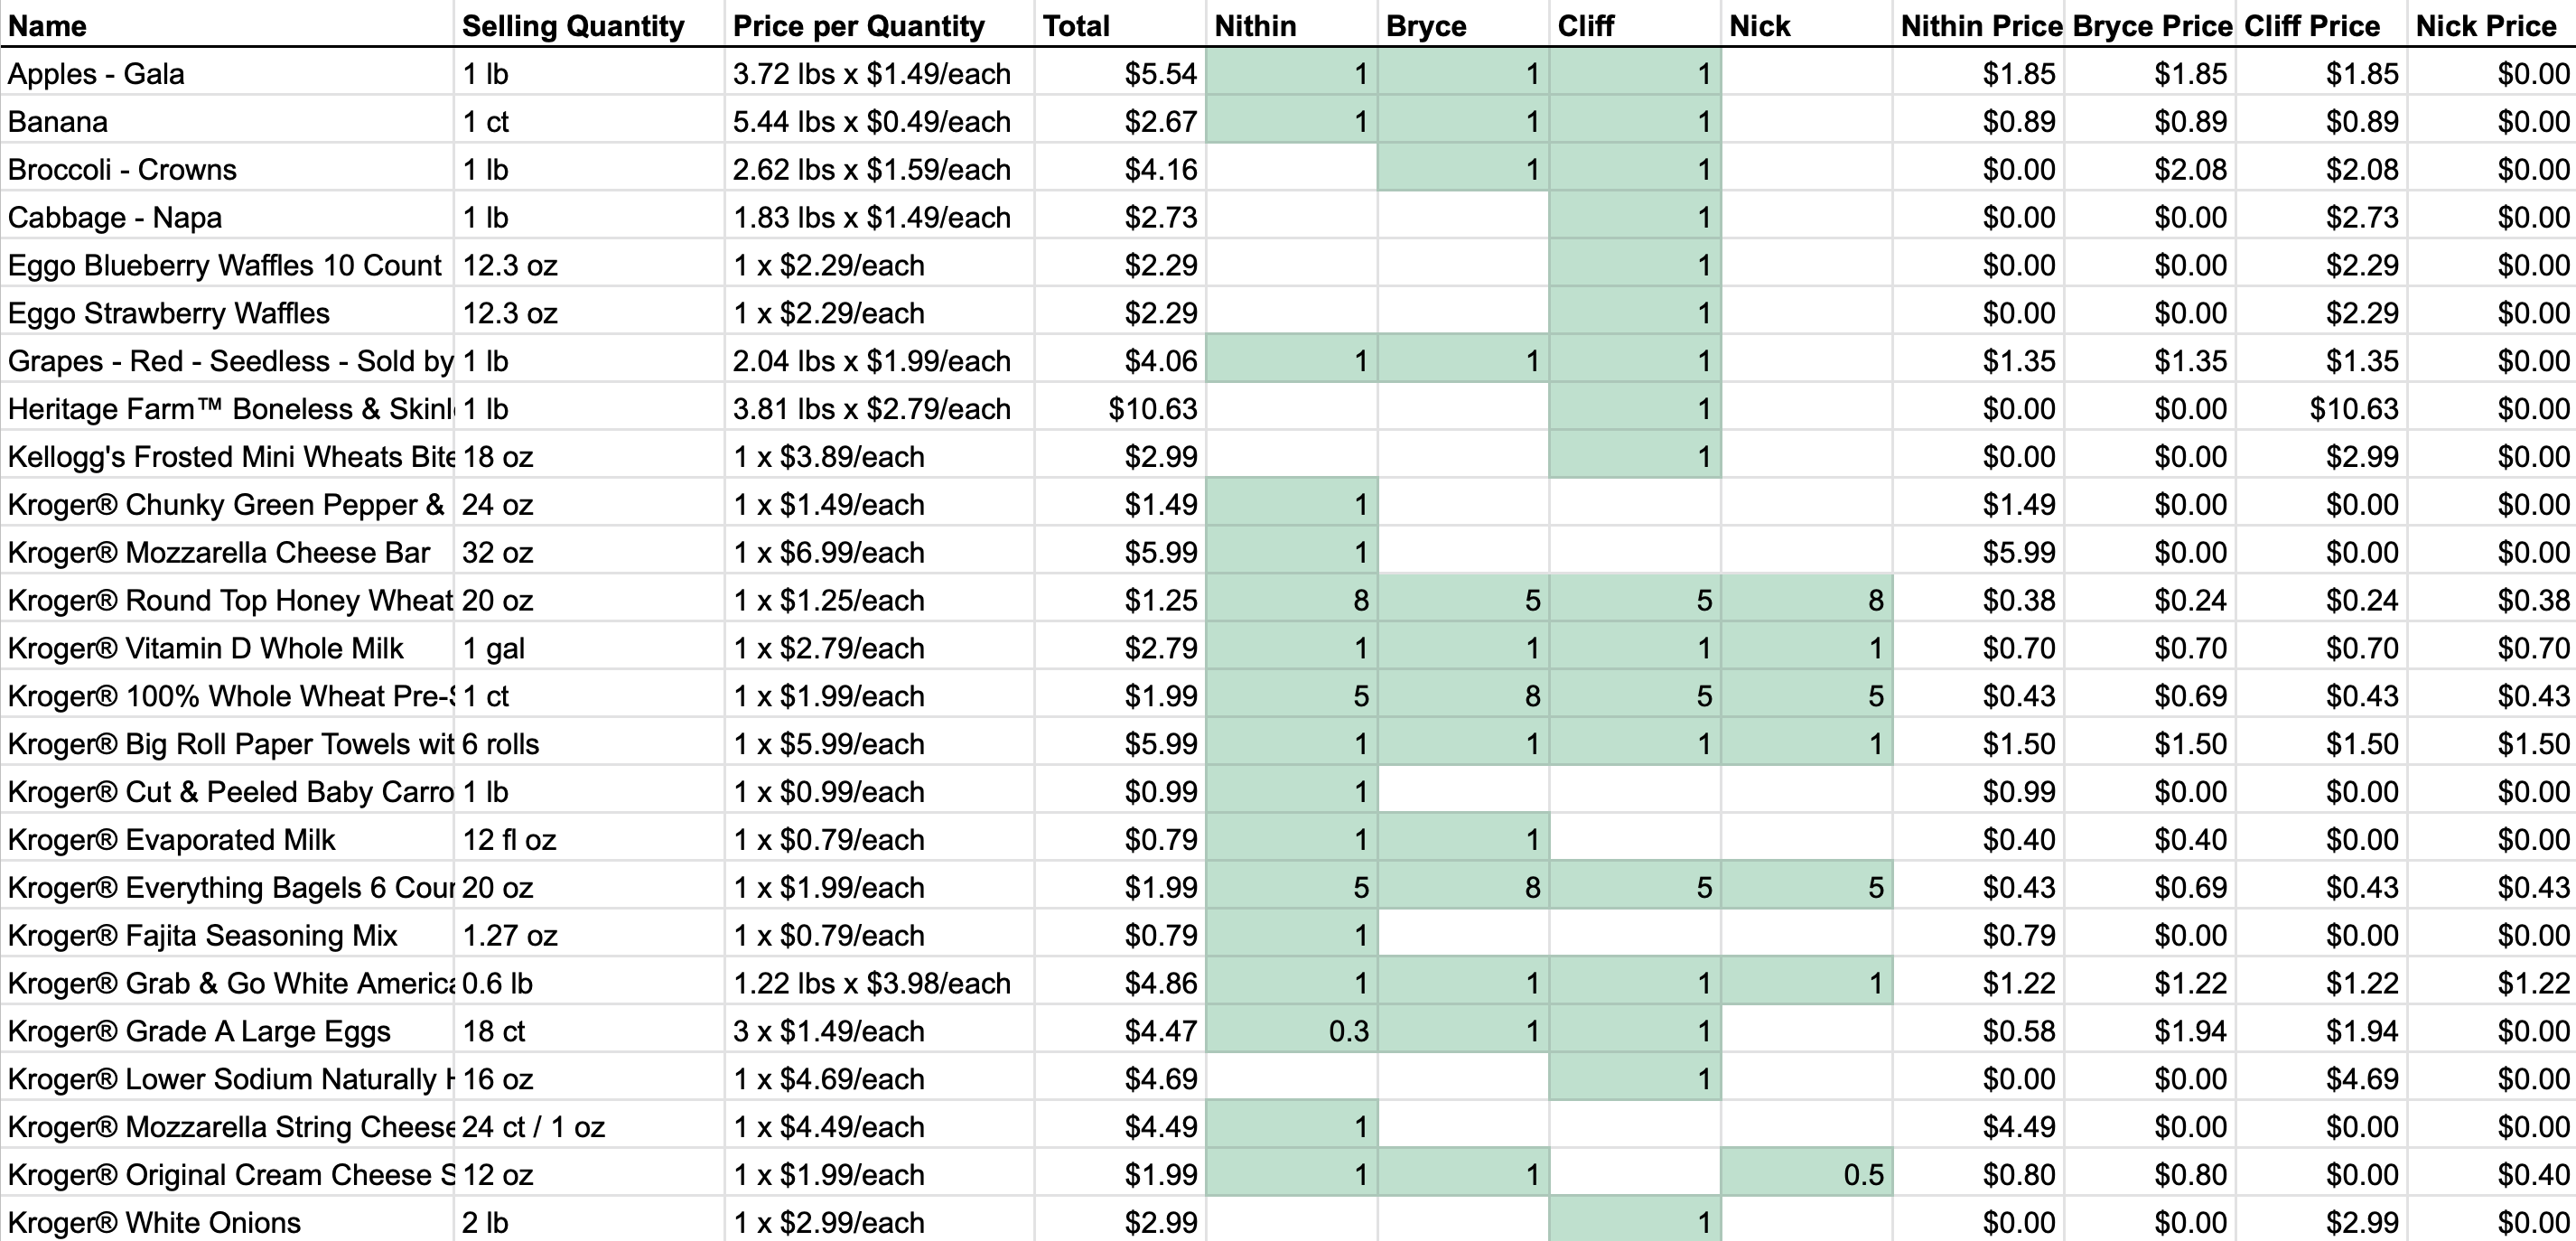 Name Selling Quantity Price per Quantity Total Nithin Bryce Cliff Nick Nithin Price Bryce Price Cliff Price Nick Price
Apples - Gala 1 lb 3.72 lbs x $1.49/each $5.54 1 1 1 $1.85 $1.85 $1.85 $0.00
Banana 1 ct 5.44 lbs x $0.49/each $2.67 1 1 1 $0.89 $0.89 $0.89 $0.00
Broccoli - Crowns 1 lb 2.62 lbs x $1.59/each $4.16 1 1 $0.00 $2.08 $2.08 $0.00
Cabbage - Napa 1 lb 1.83 lbs x $1.49/each $2.73 1 $0.00 $0.00 $2.73 $0.00
Eggo Blueberry Waffles 10 Count 12.3 oz 1 x $2.29/each $2.29 1 $0.00 $0.00 $2.29 $0.00
Eggo Strawberry Waffles 12.3 oz 1 x $2.29/each $2.29 1 $0.00 $0.00 $2.29 $0.00
Grapes - Red - Seedless - Sold by 1 lb 2.04 lbs x $1.99/each $4.06 1 1 1 $1.35 $1.35 $1.35 $0.00
Heritage Farm™ Boneless & Skinl 1 lb 3.81 lbs x $2.79/each $10.63 1 $0.00 $0.00 $10.63 $0.00
Kellogg's Frosted Mini Wheats Bite 18 oz 1 x $3.89/each $2.99 1 $0.00 $0.00 $2.99 $0.00
Kroger® Chunky Green Pepper & 24 oz 1 x $1.49/each $1.49 1 $1.49 $0.00 $0.00 $0.00
Kroger® Mozzarella Cheese Bar 32 oz 1 x $6.99/each $5.99 1 $5.99 $0.00 $0.00 $0.00
Kroger® Round Top Honey Wheat 20 oz 1 x $1.25/each $1.25 8 5 5 8 $0.38 $0.24 $0.24 $0.38
Kroger® Vitamin D Whole Milk 1 gal 1 x $2.79/each $2.79 1 1 1 1 $0.70 $0.70 $0.70 $0.70
Kroger® 100% Whole Wheat Pre-S 1 ct 1 x $1.99/each $1.99 5 8 5 5 $0.43 $0.69 $0.43 $0.43
Kroger® Big Roll Paper Towels wit 6 rolls 1 x $5.99/each $5.99 1 1 1 1 $1.50 $1.50 $1.50 $1.50
Kroger® Cut & Peeled Baby Carro 1 lb 1 x $0.99/each $0.99 1 $0.99 $0.00 $0.00 $0.00
Kroger® Evaporated Milk 12 fl oz 1 x $0.79/each $0.79 1 1 $0.40 $0.40 $0.00 $0.00
Kroger® Everything Bagels 6 Coun 20 oz 1 x $1.99/each $1.99 5 8 5 5 $0.43 $0.69 $0.43 $0.43
Kroger® Fajita Seasoning Mix 1.27 oz 1 x $0.79/each $0.79 1 $0.79 $0.00 $0.00 $0.00
Kroger® Grab & Go White America 0.6 lb 1.22 lbs x $3.98/each $4.86 1 1 1 1 $1.22 $1.22 $1.22 $1.22
Kroger® Grade A Large Eggs 18 ct 3 x $1.49/each $4.47 0.3 1 1 $0.58 $1.94 $1.94 $0.00
Kroger® Lower Sodium Naturally H 16 oz 1 x $4.69/each $4.69 1 $0.00 $0.00 $4.69 $0.00
Kroger® Mozzarella String Cheese 24 ct / 1 oz 1 x $4.49/each $4.49 1 $4.49 $0.00 $0.00 $0.00
Kroger® Original Cream Cheese S 12 oz 1 x $1.99/each $1.99 1 1 0.5 $0.80 $0.80 $0.00 $0.40
Kroger® White Onions 2 lb 1 x $2.99/each $2.99 1 $0.00 $0.00 $2.99 $0.00